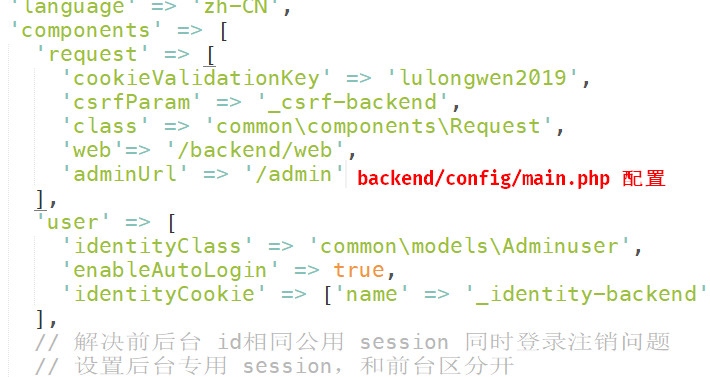 'language' => 'zh-CN',
'components' => [
'request' => [
'cookieValidationKey' => 'lulongwen2019',
'csrfParam' => '_csrf-backend',
'class' => 'common\components\Request',
'web'=> '/backend/web',
'adminUrl' => '/admin' backend/config/main.php 配置
],
'user' => [
'identityClass' => 'common\models\Adminuser',
'enableAutoLogin' => true,
'identityCookie' => ['name' => '_identity-backend'
],
// 解决前后台 id相同公用 session 同时登录注销问题
// 设置后台专用 session, 和前台区分开